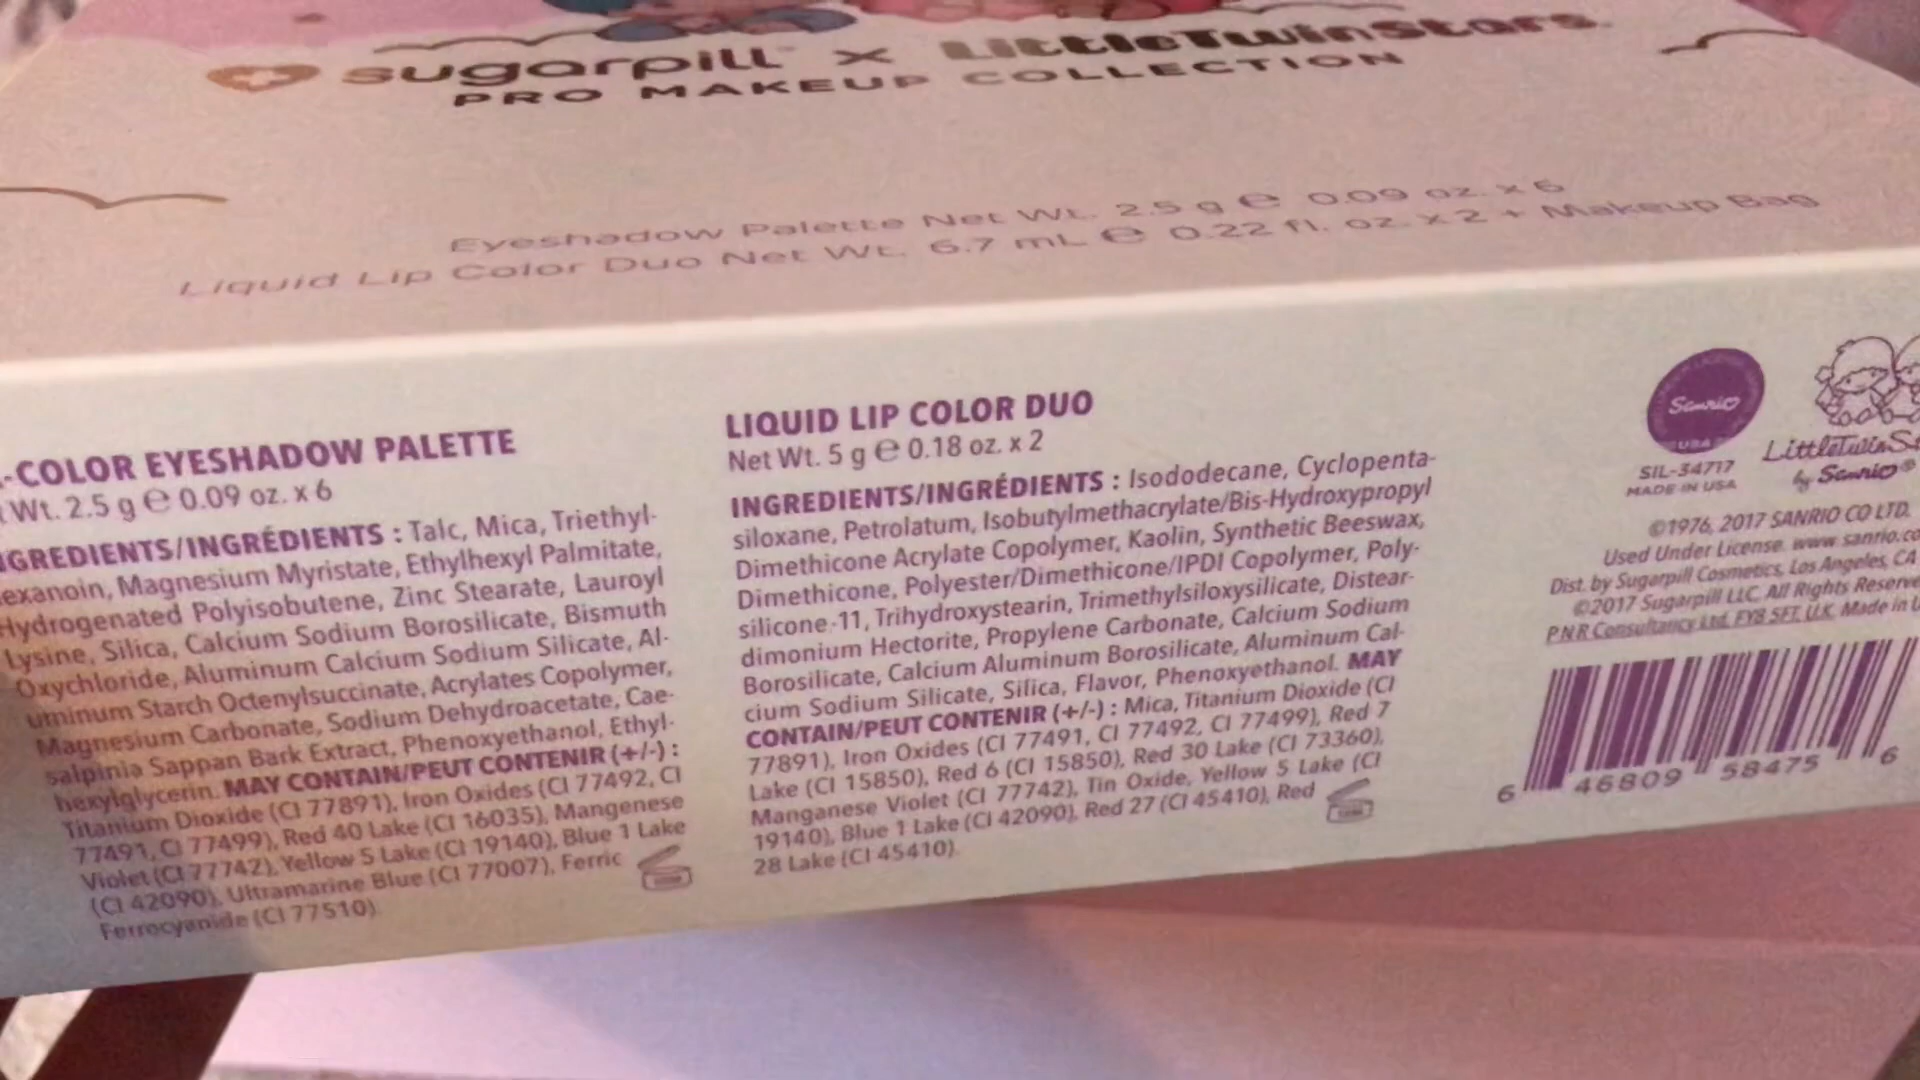 sugarpill x LittleTwinStars
PRO MAKEUP COLLECTION
Eyeshadow Palette Net Wt. 2.5 g e 0.09 oz. x 6
Liquid Lip Color Duo Net Wt. 6.7 mL e 0.22 fl. oz. x 2 + Makeup Bag
-COLOR EYESHADOW PALETTE
Wt. 2.5 g e 0.09 oz. x 6
NGREDIENTS/INGRÉDIENTS : Talc, Mica, Triethyl-
exanoin, Magnesium Myristate, Ethylhexyl Palmitate,
Hydrogenated Polyisobutene, Zinc Stearate, Lauroyl
Lysine, Silica, Calcium Sodium Borosilicate, Bismuth
Oxychloride, Aluminum Calcium Sodium Silicate, Al-
uminum Starch Octenylsuccinate, Acrylates Copolymer,
Magnesium Carbonate, Sodium Dehydroacetate, Cae-
salpinia Sappan Bark Extract, Phenoxyethanol, Ethyl-
hexylglycerin. MAY CONTAIN/PEUT CONTENIR (+/-) :
Titanium Dioxide (CI 77891), Iron Oxides (CI 77492, CI
77491, CI 77499), Red 40 Lake (CI 16035), Mangenese
Violet (CI 77742), Yellow 5 Lake (CI 19140), Blue 1 Lake
(CI 42090), Ultramarine Blue (CI 77007), Ferric
Ferrocyanide (CI 77510)
LIQUID LIP COLOR DUO
Net Wt. 5 g e 0.18 oz. x 2
INGREDIENTS/INGRÉDIENTS : Isododecane, Cyclopenta-
siloxane, Petrolatum, Isobutylmethacrylate/Bis-Hydroxypropyl
Dimethicone Acrylate Copolymer, Kaolin, Synthetic Beeswax,
Dimethicone, Polyester/Dimethicone/IPDI Copolymer, Poly-
silicone-11, Trihydroxystearin, Trimethylsiloxysilicate, Distear-
dimonium Hectorite, Propylene Carbonate, Calcium Sodium
Borosilicate, Calcium Aluminum Borosilicate, Aluminum Cal-
cium Sodium Silicate, Silica, Flavor, Phenoxyethanol. MAY
CONTAIN/PEUT CONTENIR (+/-) : Mica, Titanium Dioxide (CI
77891), Iron Oxides (CI 77491, CI 77492, CI 77499), Red 7
Lake (CI 15850), Red 6 (CI 15850), Red 30 Lake (CI 73360),
Manganese Violet (CI 77742), Tin Oxide, Yellow 5 Lake (CI
19140), Blue 1 Lake (CI 42090), Red 27 (CI 45410), Red
28 Lake (CI 45410).
Sanrio
USA
SIL-34717
MADE IN USA
LittleTwinSt
by Sanrio®
©1976, 2017 SANRIO CO LTD.
Used Under License. www.sanrio.co
Dist. by Sugarpill Cosmetics, Los Angeles, CA
©2017 Sugarpill LLC. All Rights Reserve
P.N.R Consultancy Ltd. FY8 5FT, U.K. Made in U
6 46809 58475 6